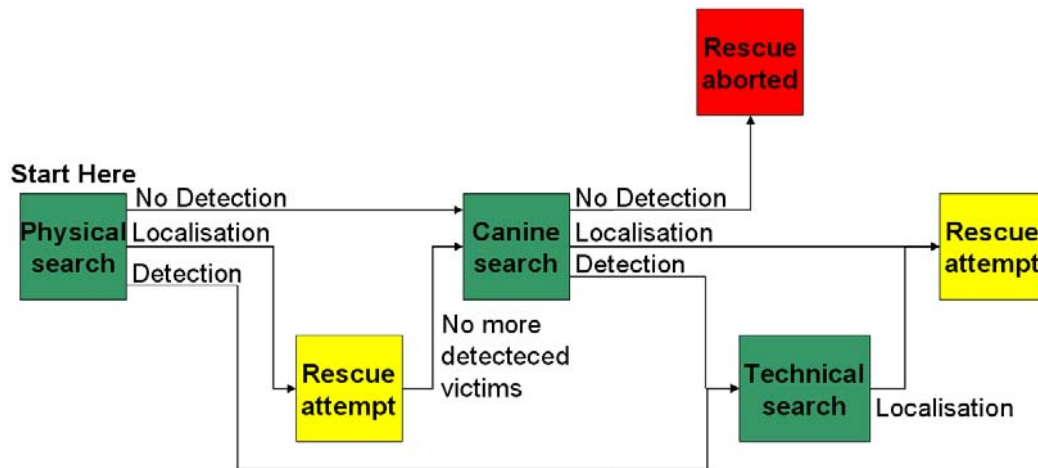 Rescue
aborted
Start Here
Physical
search
No Detection
Localisation
Detection
Canine
search
No Detection
Localisation
Detection
Rescue
attempt
Rescue
attempt
No more
detecteced
victims
Technical
search
Localisation